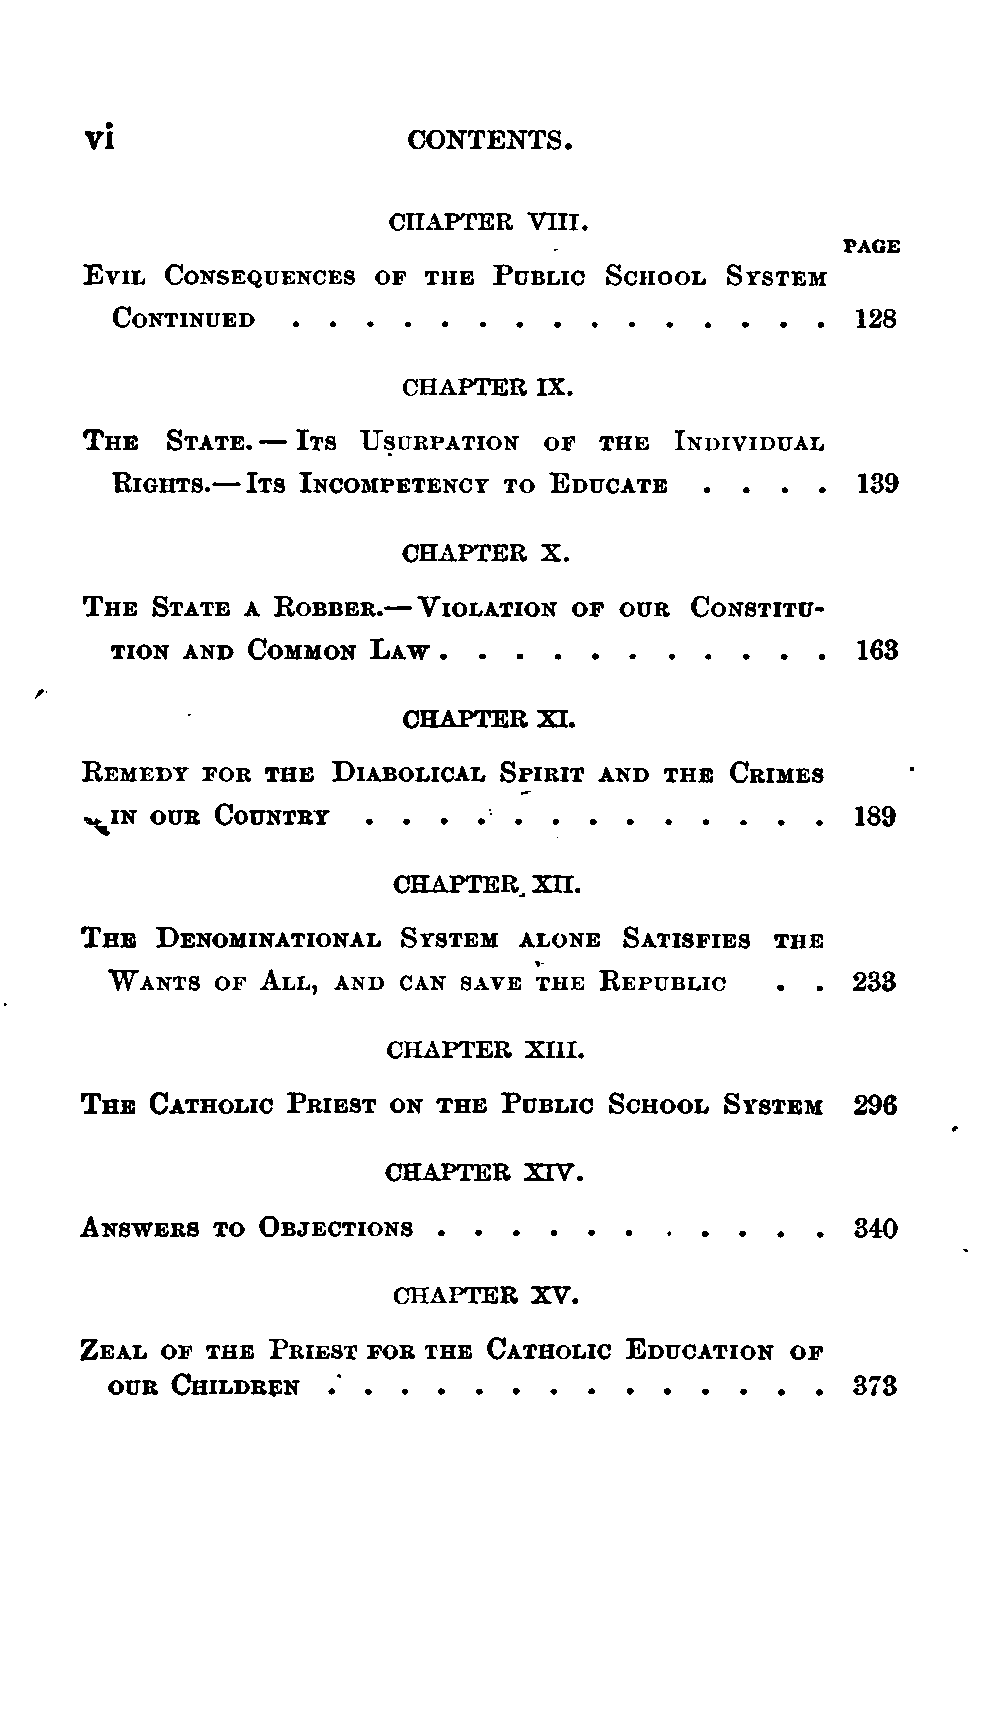 vi CONTENTS.
CHAPTER VIII.
PAGE
Evil Consequences of the Public School System
Continued . . . . . . . . . . . . . . . 128
CHAPTER IX.
The State. — Its Usurpation of the Individual
Rights.— Its Incompetency to Educate . . . . 139
CHAPTER X.
The State a Robber.— Violation of our Constitu-
tion and Common Law . . . . . . . . . . . 163
CHAPTER XI.
Remedy for the Diabolical Spirit and the Crimes
in our Country . . . . . . . . . . . . . 189
CHAPTER XII.
The Denominational System alone Satisfies the
Wants of All, and can save the Republic . . 233
CHAPTER XIII.
The Catholic Priest on the Public School System 296
CHAPTER XIV.
Answers to Objections . . . . . . . . . . . 340
CHAPTER XV.
Zeal of the Priest for the Catholic Education of
our Children . . . . . . . . . . . . . . 373